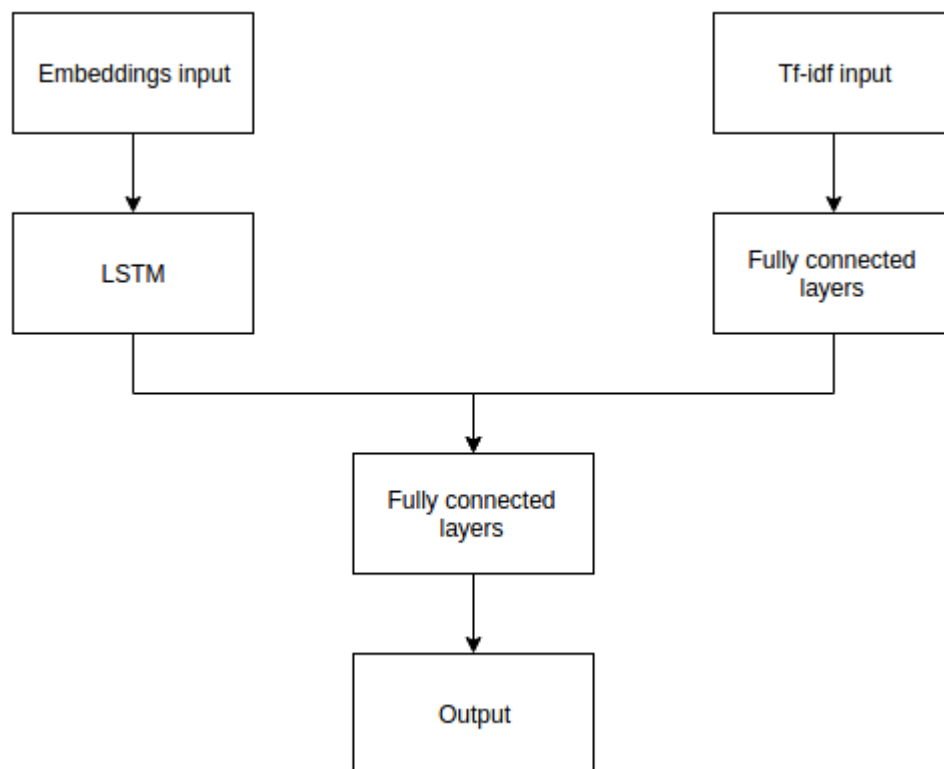 Embeddings input
Tf-idf input
LSTM
Fully connected
layers
Fully connected
layers
Output